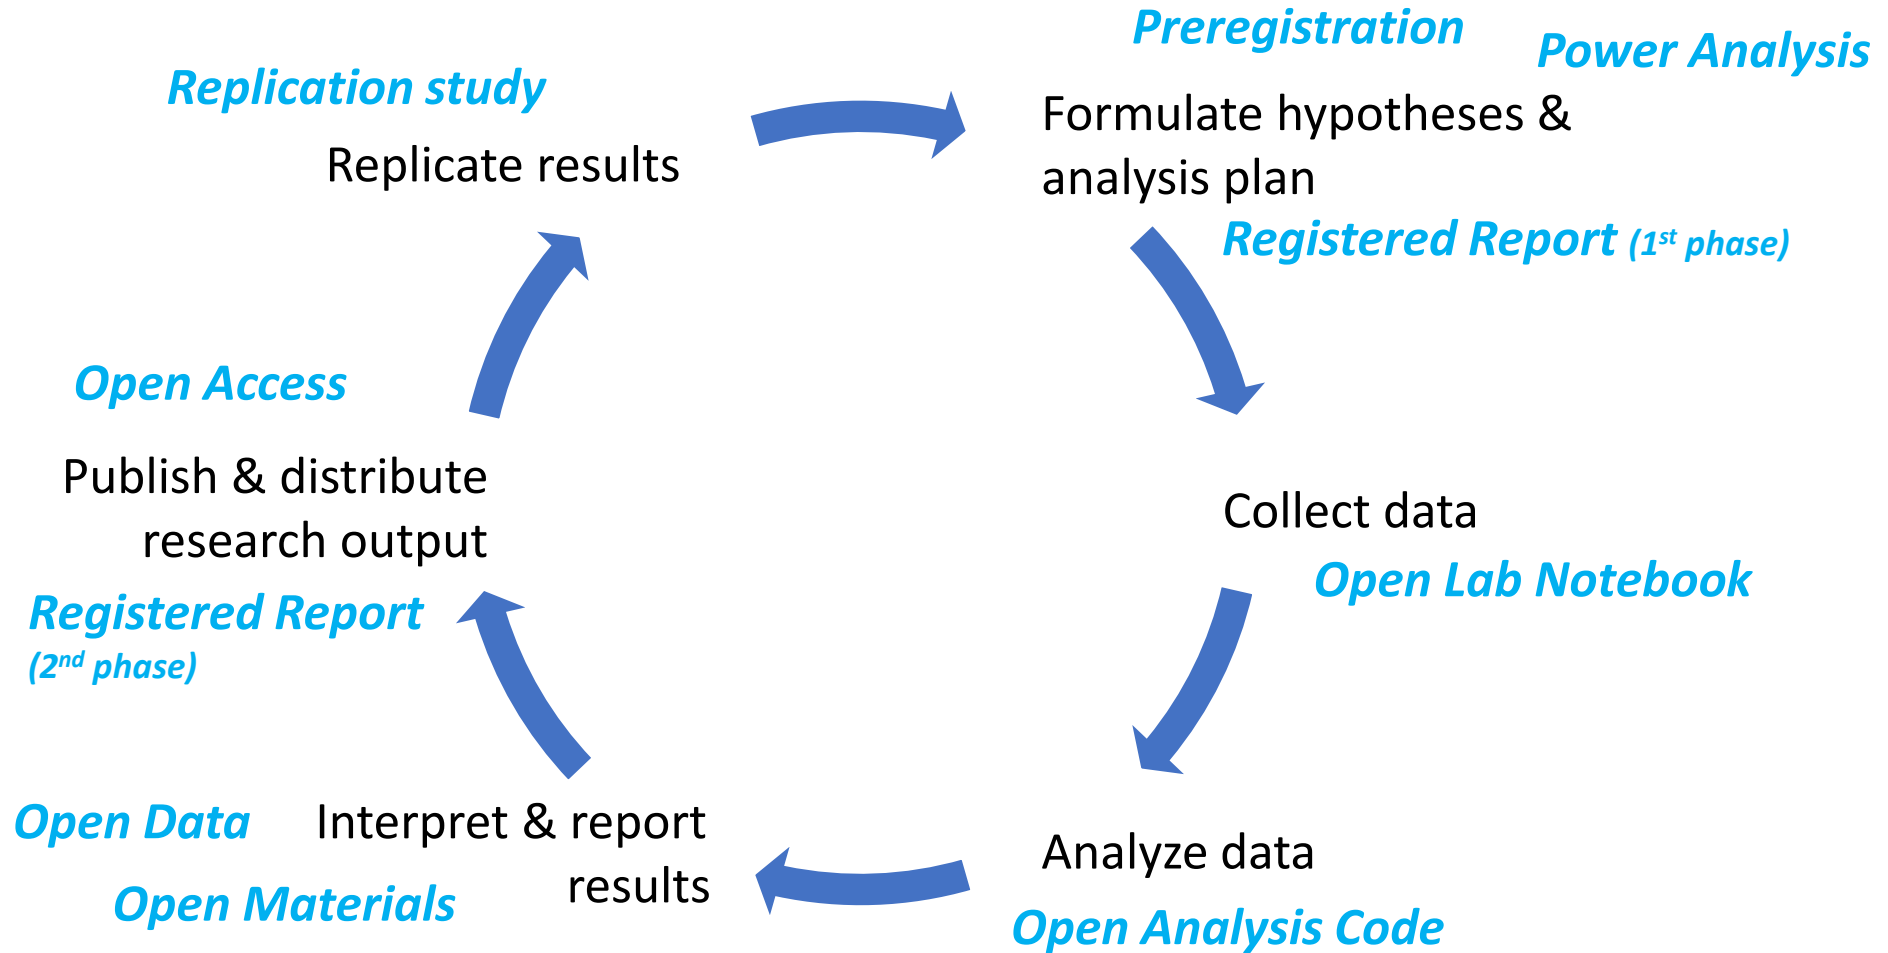 Preregistration
Power Analysis
Formulate hypotheses &
analysis plan
Registered Report (1st phase)
Collect data
Open Lab Notebook
Analyze data
Open Analysis Code
Interpret & report
results
Open Data
Open Materials
Publish & distribute
research output
Open Access
Registered Report
(2nd phase)
Replication study
Replicate results